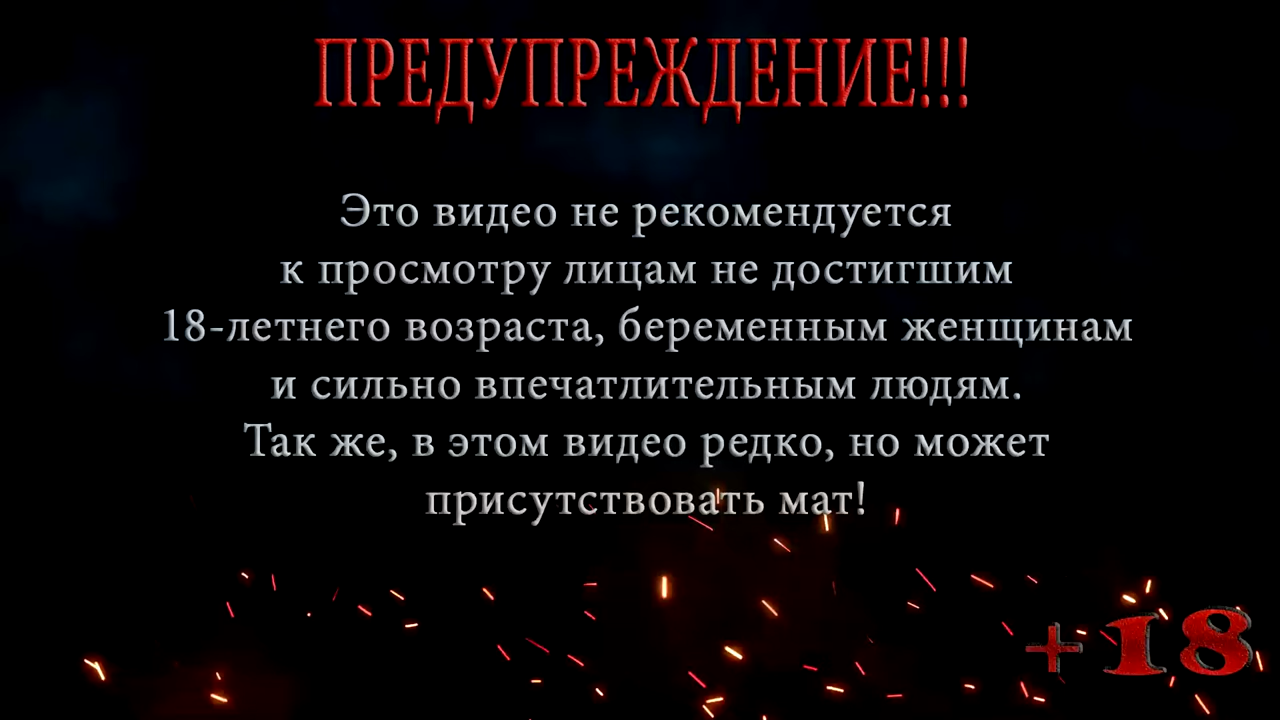 ПРЕДУПРЕЖДЕНИЕ!!!
Это видео не рекомендуется
к просмотру лицам не достигшим
18-летнего возраста, беременным женщинам
и сильно впечатлительным людям.
Так же, в этом видео редко, но может
присутствовать мат!
+18